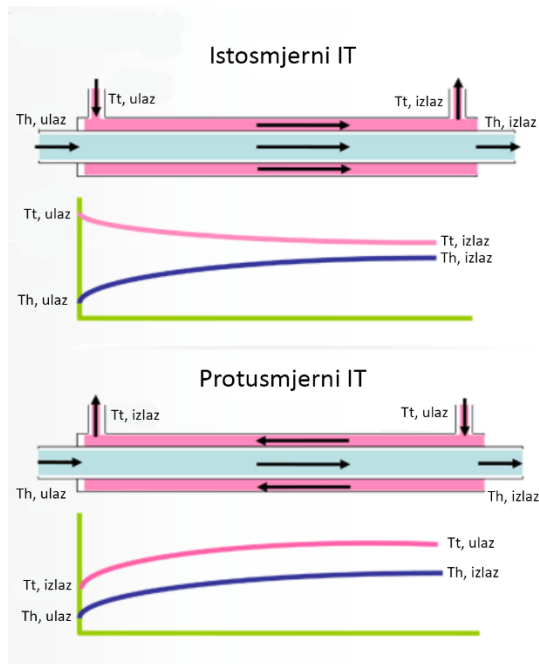 Istosmjerni IT
Tt, ulaz
Tt, izlaz
Th, ulaz
Th, izlaz
Tt, ulaz
Tt, izlaz
Th, izlaz
Th, ulaz
Protusmjerni IT
Tt, izlaz
Tt, ulaz
Th, ulaz
Th, izlaz
Tt, ulaz
Th, izlaz
Tt, izlaz
Th, ulaz